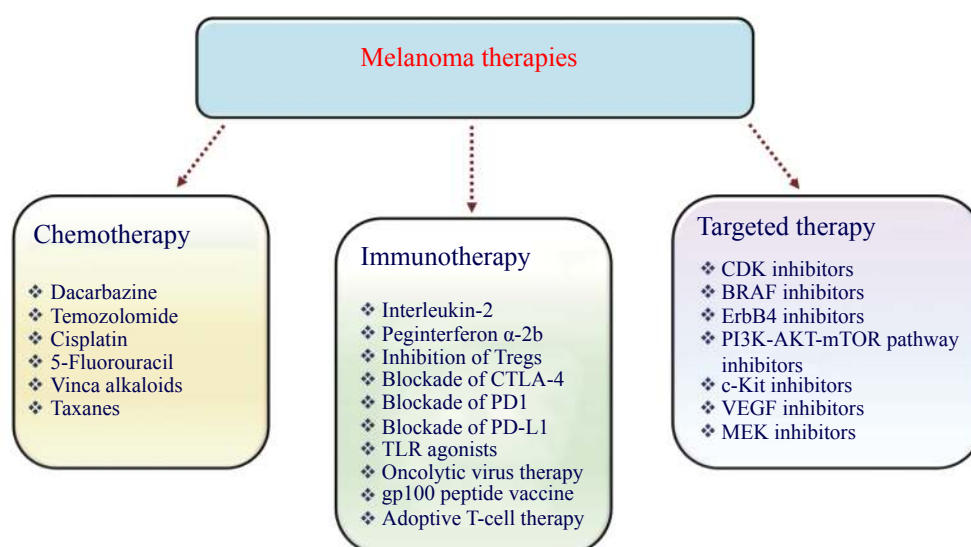 Melanoma therapies
Chemotherapy
❖ Dacarbazine
❖ Temozolomide
❖ Cisplatin
❖ 5-Fluorouracil
❖ Vinca alkaloids
❖ Taxanes
Immunotherapy
❖ Interleukin-2
❖ Peginterferon α-2b
❖ Inhibition of Tregs
❖ Blockade of CTLA-4
❖ Blockade of PD1
❖ Blockade of PD-L1
❖ TLR agonists
❖ Oncolytic virus therapy
❖ gp100 peptide vaccine
❖ Adoptive T-cell therapy
Targeted therapy
❖ CDK inhibitors
❖ BRAF inhibitors
❖ ErbB4 inhibitors
❖ PI3K-AKT-mTOR pathway
inhibitors
❖ c-Kit inhibitors
❖ VEGF inhibitors
❖ MEK inhibitors